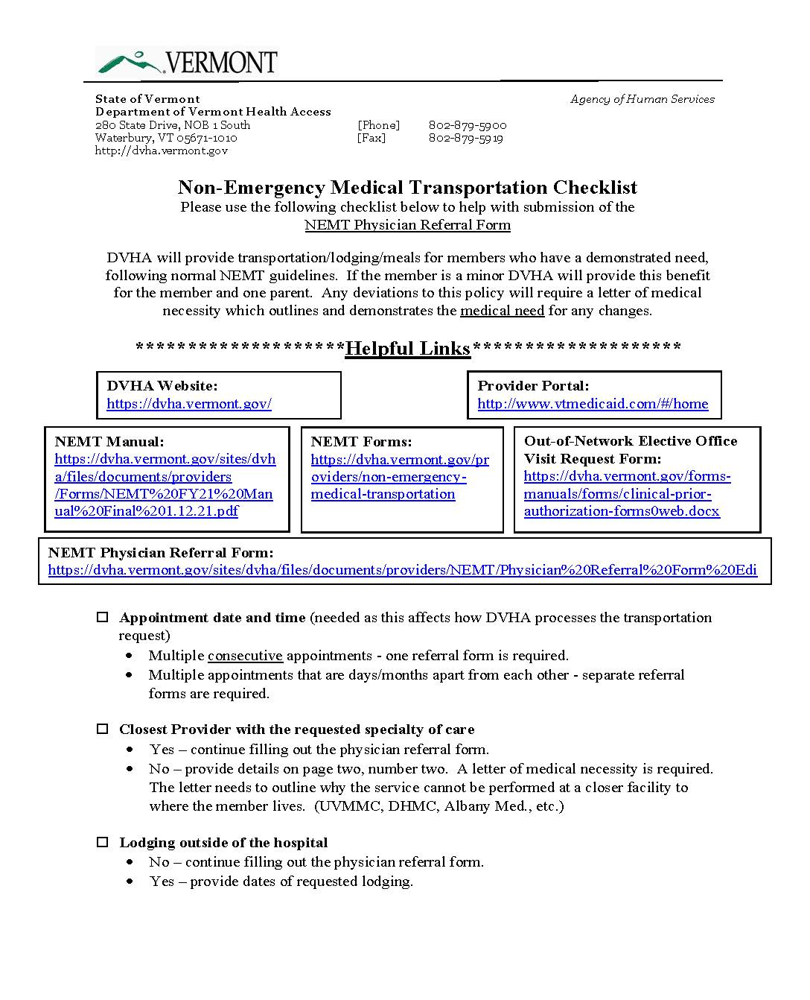 VERMONT
State of Vermont
Agency of Human Services
Department of Vermont Health Access
280 State Drive, NOB 1 South [Phone] 802-879-5900
Waterbury, VT 05671-1010 [Fax] 802-879-5919
http://dvha.vermont.gov
Non-Emergency Medical Transportation Checklist
Please use the following checklist below to help with submission of the
NEMT Physician Referral Form
DVHA will provide transportation/lodging/meals for members who have a demonstrated need,
following normal NEMT guidelines. If the member is a minor DVHA will provide this benefit
for the member and one parent. Any deviations to this policy will require a letter of medical
necessity which outlines and demonstrates the medical need for any changes.
********************Helpful Links********************
DVHA Website:
https://dvha.vermont.gov/
Provider Portal:
http://www.vtmedicaid.com/#/home
NEMT Manual:
https://dvha.vermont.gov/sites/dvh
a/files/documents/providers
/Forms/NEMT%20FY21%20Man
ual%20Final%201.12.21.pdf
NEMT Forms:
https://dvha.vermont.gov/pr
oviders/non-emergency-
medical-transportation
Out-of-Network Elective Office
Visit Request Form:
https://dvha.vermont.gov/forms-
manuals/forms/clinical-prior-
authorization-forms0web.docx
NEMT Physician Referral Form:
https://dvha.vermont.gov/sites/dvha/files/documents/providers/NEMT/Physician%20Referral%20Form%20Edi
☐ Appointment date and time (needed as this affects how DVHA processes the transportation
request)
• Multiple consecutive appointments - one referral form is required.
• Multiple appointments that are days/months apart from each other - separate referral
forms are required.
☐ Closest Provider with the requested specialty of care
• Yes – continue filling out the physician referral form.
• No – provide details on page two, number two. A letter of medical necessity is required.
The letter needs to outline why the service cannot be performed at a closer facility to
where the member lives. (UVMMC, DHMC, Albany Med., etc.)
☐ Lodging outside of the hospital
• No – continue filling out the physician referral form.
• Yes – provide dates of requested lodging.